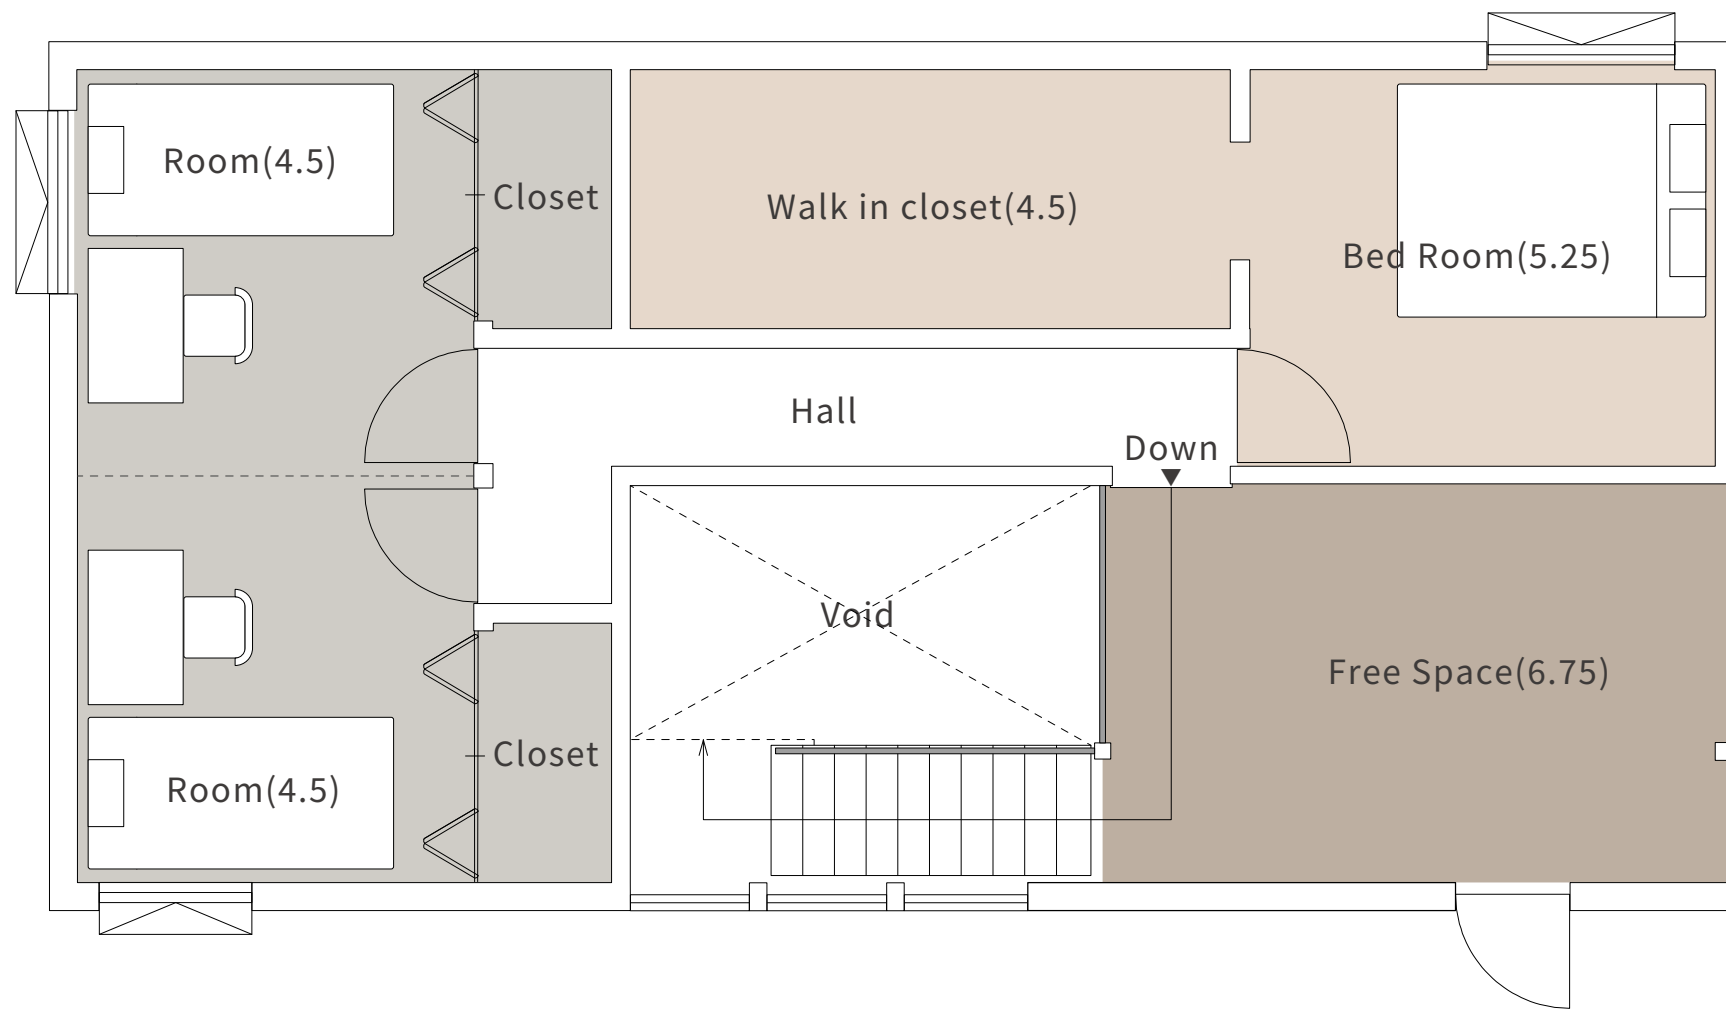 Room(4.5)
Closet
Walk in closet(4.5)
Bed Room(5.25)
Hall
Down
Void
Free Space(6.75)
Closet
Room(4.5)